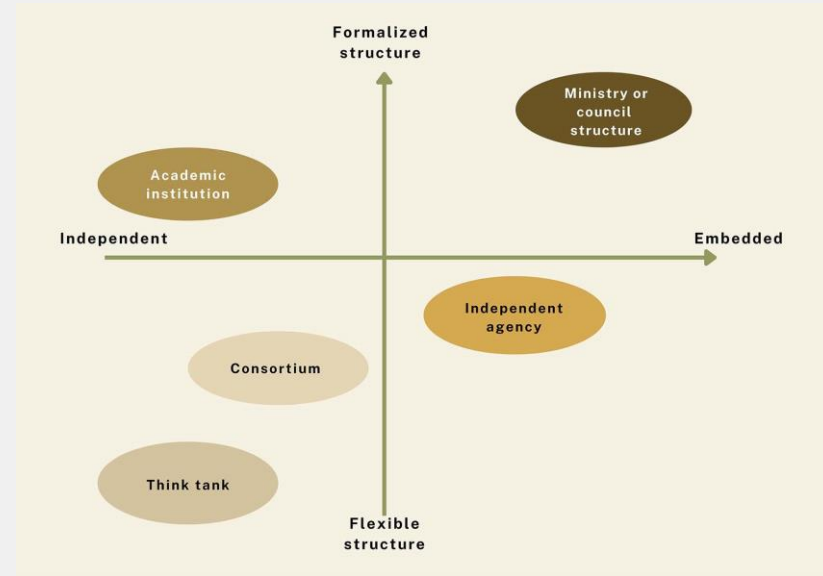 Formalized
structure
Ministry or
council
structure
Academic
institution
Independent
Embedded
Independent
agency
Consortium
Think tank
Flexible
structure